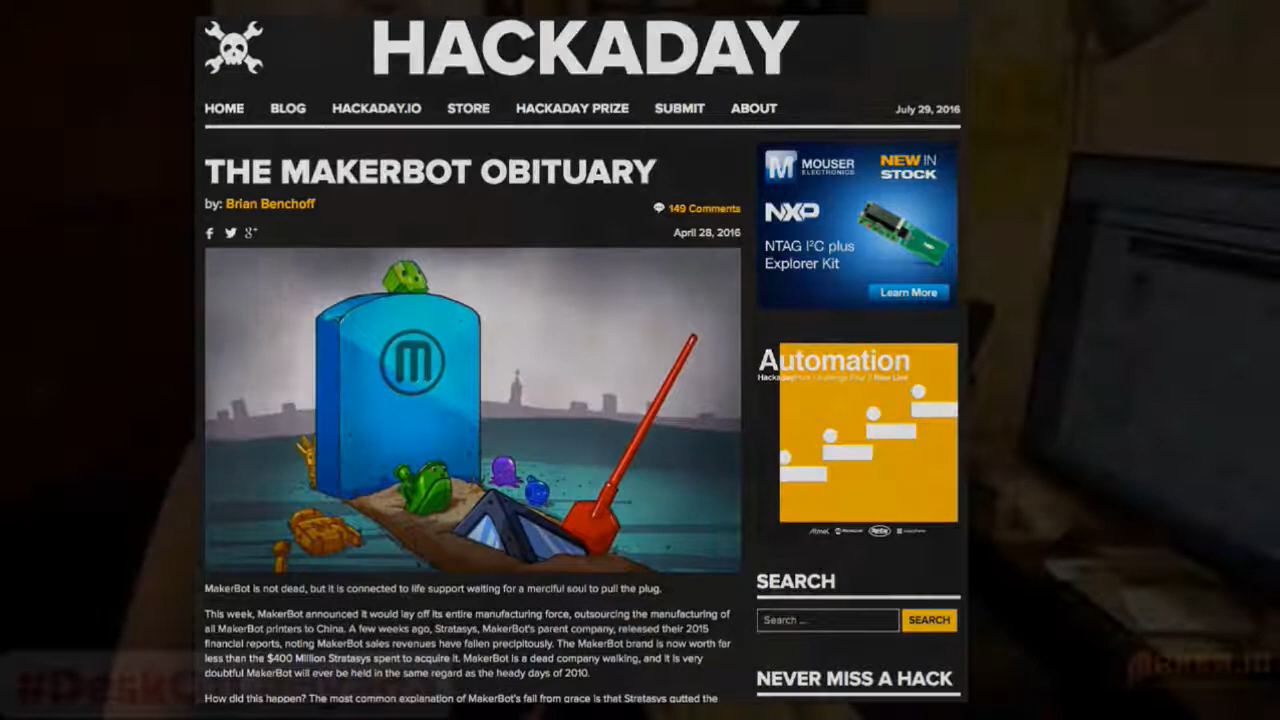 HACKADAY
HOME BLOG HACKADAY.IO STORE HACKADAY PRIZE SUBMIT ABOUT
July 29, 2016
THE MAKERBOT OBITUARY
by: Brian Benchoff
149 Comments
April 28, 2016
M
MakerBot is not dead, but it is connected to life support waiting for a merciful soul to pull the plug.
This week, MakerBot announced it would lay off its entire manufacturing force, outsourcing the manufacturing of
all MakerBot printers to China. A few weeks ago, Stratasys, MakerBot's parent company, released their 2015
financial reports, noting MakerBot sales revenues have fallen precipitously. The MakerBot brand is now worth far
less than the $400 Million Stratasys spent to acquire it. MakerBot is a dead company walking, and it is very
doubtful MakerBot will ever be held in the same regard as the heady days of 2010.
How did this happen? The most common explanation of MakerBot's fall from grace is that Stratasys gutted the
M MOUSER
ELECTRONICS
NEW IN
STOCK
NXP
NTAG I²C plus
Explorer Kit
Learn More
Automation
Atmel
SEARCH
Search ...
SEARCH
NEVER MISS A HACK